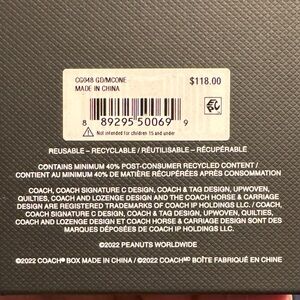 CG048 GD/MCONE
MADE IN CHINA
$118.00
8 89295 50069 9
Not intended for children 15 and under
REUSABLE – RECYCLABLE / RÉUTILISABLE – RÉCUPÉRABLE
CONTAINS MINIMUM 40% POST-CONSUMER RECYCLED CONTENT /
CONTIENT AU MINIMUM 40% DE MATIÈRE RÉCUPÉRÉES APRÈS CONSOMMATION
COACH, COACH SIGNATURE C DESIGN, COACH & TAG DESIGN, UPWOVEN,
QUILTIES, COACH AND LOZENGE DESIGN AND THE COACH HORSE & CARRIAGE
DESIGN ARE REGISTERED TRADEMARKS OF COACH IP HOLDINGS LLC. /
COACH, COACH SIGNATURE C DESIGN, COACH & TAG DESIGN, UPWOVEN, QUILTIES,
COACH AND LOZENGE DESIGN ET COACH HORSE & CARRIAGE DESIGN SONT DES
MARQUES DÉPOSÉES DE COACH IP HOLDINGS LLC.
©2022 PEANUTS WORLDWIDE
©2022 COACH® BOX MADE IN CHINA / ©2022 COACHMD BOÎTE FABRIQUÉ EN CHINE